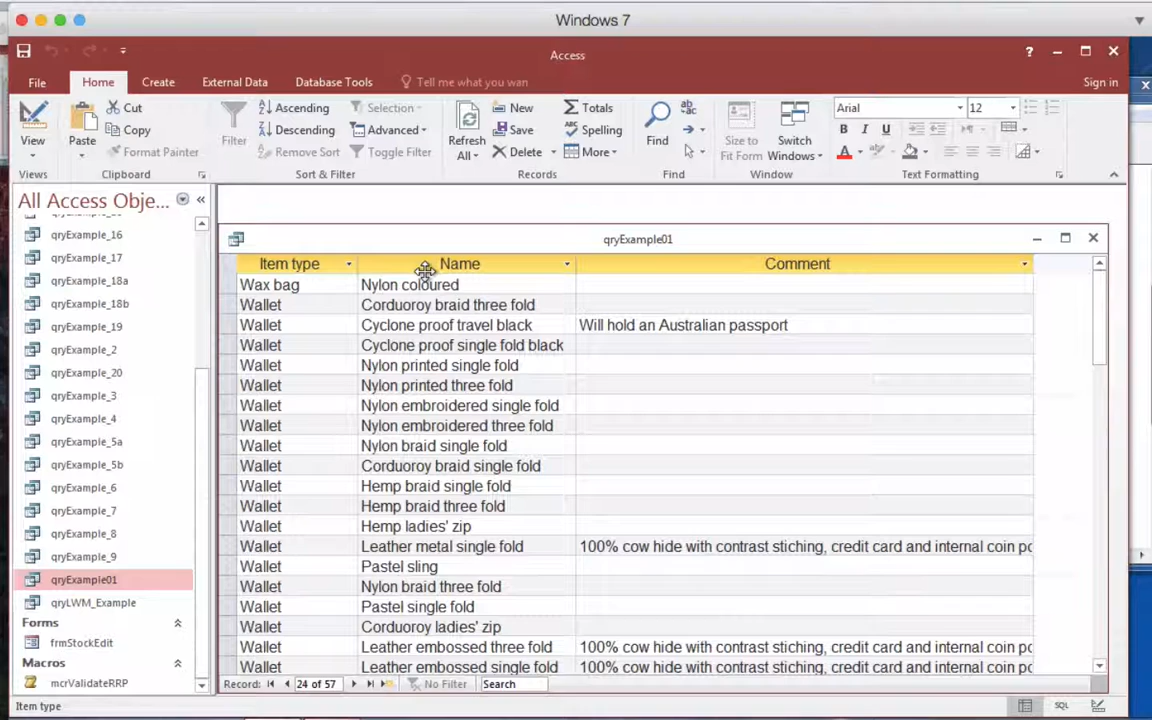 Windows 7
Access
Sign in
File Home Create External Data Database Tools Tell me what you want
View
Views
Paste
Cut
Copy
Format Painter
Clipboard
Filter
Ascending
Descending
Remove Sort
Selection
Advanced
Toggle Filter
Sort & Filter
Refresh
All
New
Save
Delete
Totals
Spelling
More
Records
Find
Find
Size to
Fit Form
Switch
Windows
Window
Arial 12
B I U
A
Text Formatting
All Access Obje...
qryExample_16
qryExample_17
qryExample_18a
qryExample_18b
qryExample_19
qryExample_2
qryExample_20
qryExample_3
qryExample_4
qryExample_5a
qryExample_5b
qryExample_6
qryExample_7
qryExample_8
qryExample_9
qryExample01
qryLWM_Example
Forms
frmStockEdit
Macros
mcrValidateRRP
qryExample01
Item type Name Comment
Wax bag Nylon coloured
Wallet Corduroy braid three fold
Wallet Cyclone proof travel black Will hold an Australian passport
Wallet Cyclone proof single fold black
Wallet Nylon printed single fold
Wallet Nylon printed three fold
Wallet Nylon embroidered single fold
Wallet Nylon embroidered three fold
Wallet Nylon braid single fold
Wallet Corduroy braid single fold
Wallet Hemp braid single fold
Wallet Hemp braid three fold
Wallet Hemp ladies' zip
Wallet Leather metal single fold 100% cow hide with contrast stiching, credit card and internal coin pc
Wallet Pastel sling
Wallet Nylon braid three fold
Wallet Pastel single fold
Wallet Corduroy ladies' zip
Wallet Leather embossed three fold 100% cow hide with contrast stiching, credit card and internal coin pc
Wallet Leather embossed single fold 100% cow hide with contrast stiching, credit card and internal coin pc
Record: 24 of 57 No Filter Search
Item type SQL